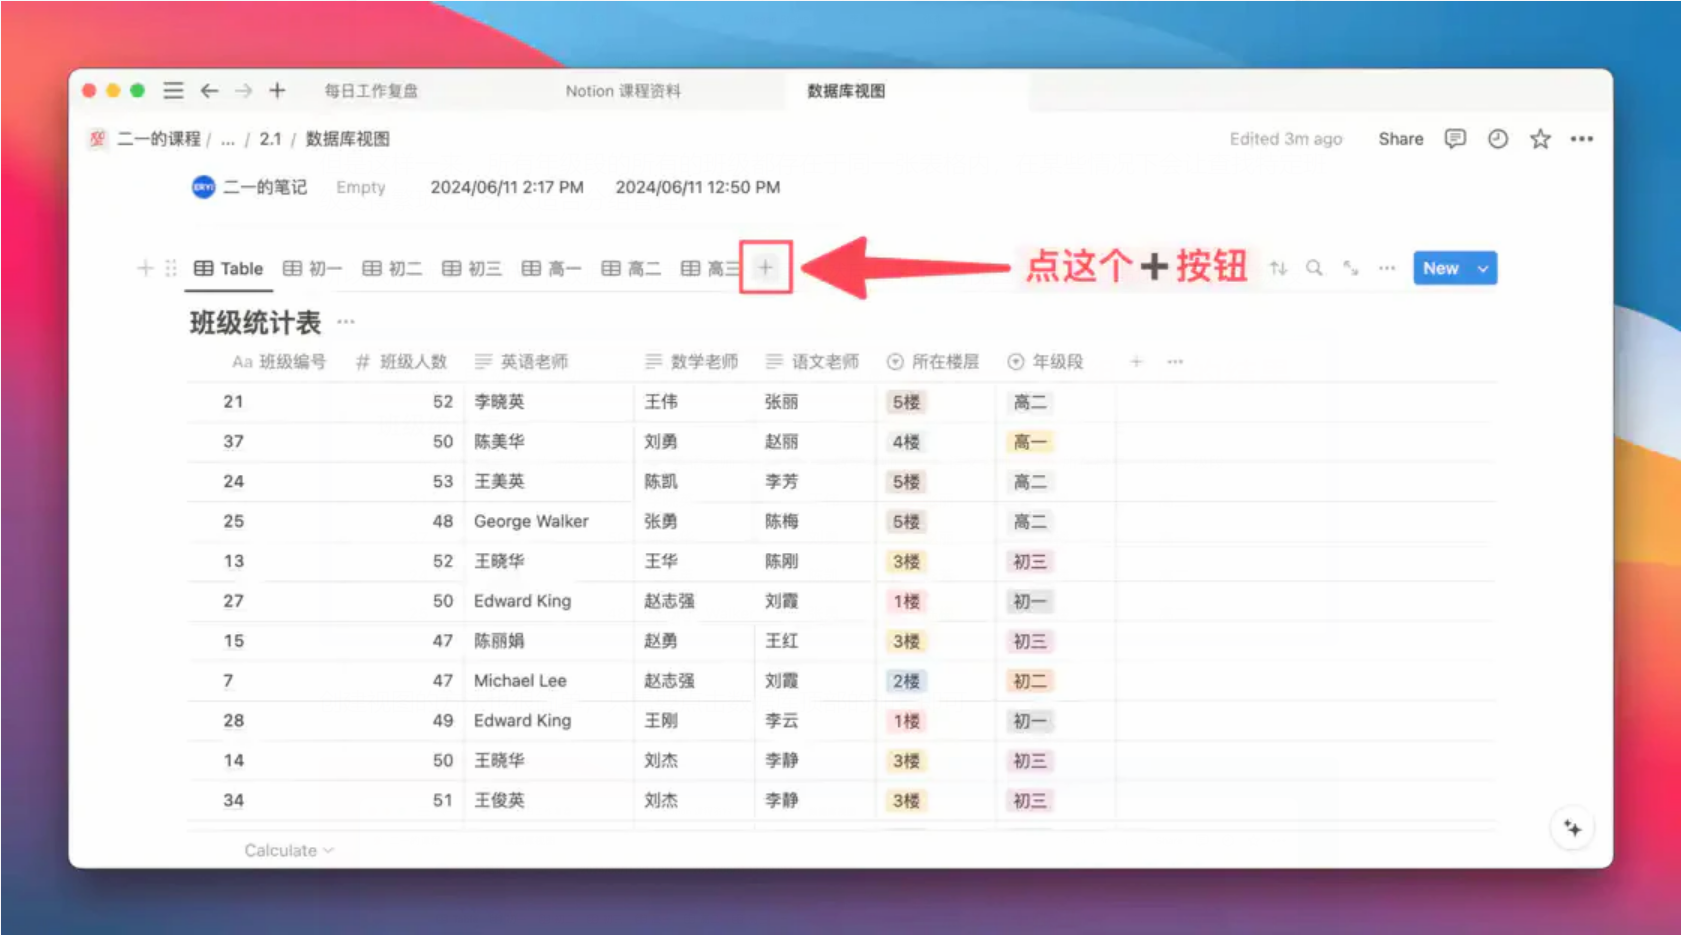 每日工作复盘 Notion 课程资料 数据库视图
二一的课程 / ... / 2.1 / 数据库视图 Edited 3m ago Share
二一的笔记 Empty 2024/06/11 2:17 PM 2024/06/11 12:50 PM
Table 初一 初二 初三 高一 高二 高三 + 点这个➕按钮 New
班级统计表
Aa 班级编号 # 班级人数 英语老师 数学老师 语文老师 所在楼层 年级段
21 52 李晓英 王伟 张丽 5楼 高二
37 50 陈美华 刘勇 赵丽 4楼 高一
24 53 王美英 陈凯 李芳 5楼 高二
25 48 George Walker 张勇 陈梅 5楼 高二
13 52 王晓华 王华 陈刚 3楼 初三
27 50 Edward King 赵志强 刘霞 1楼 初一
15 47 陈丽娟 赵勇 王红 3楼 初三
7 47 Michael Lee 赵志强 刘霞 2楼 初二
28 49 Edward King 王刚 李云 1楼 初一
14 50 王晓华 刘杰 李静 3楼 初三
34 51 王俊英 刘杰 李静 3楼 初三
Calculate